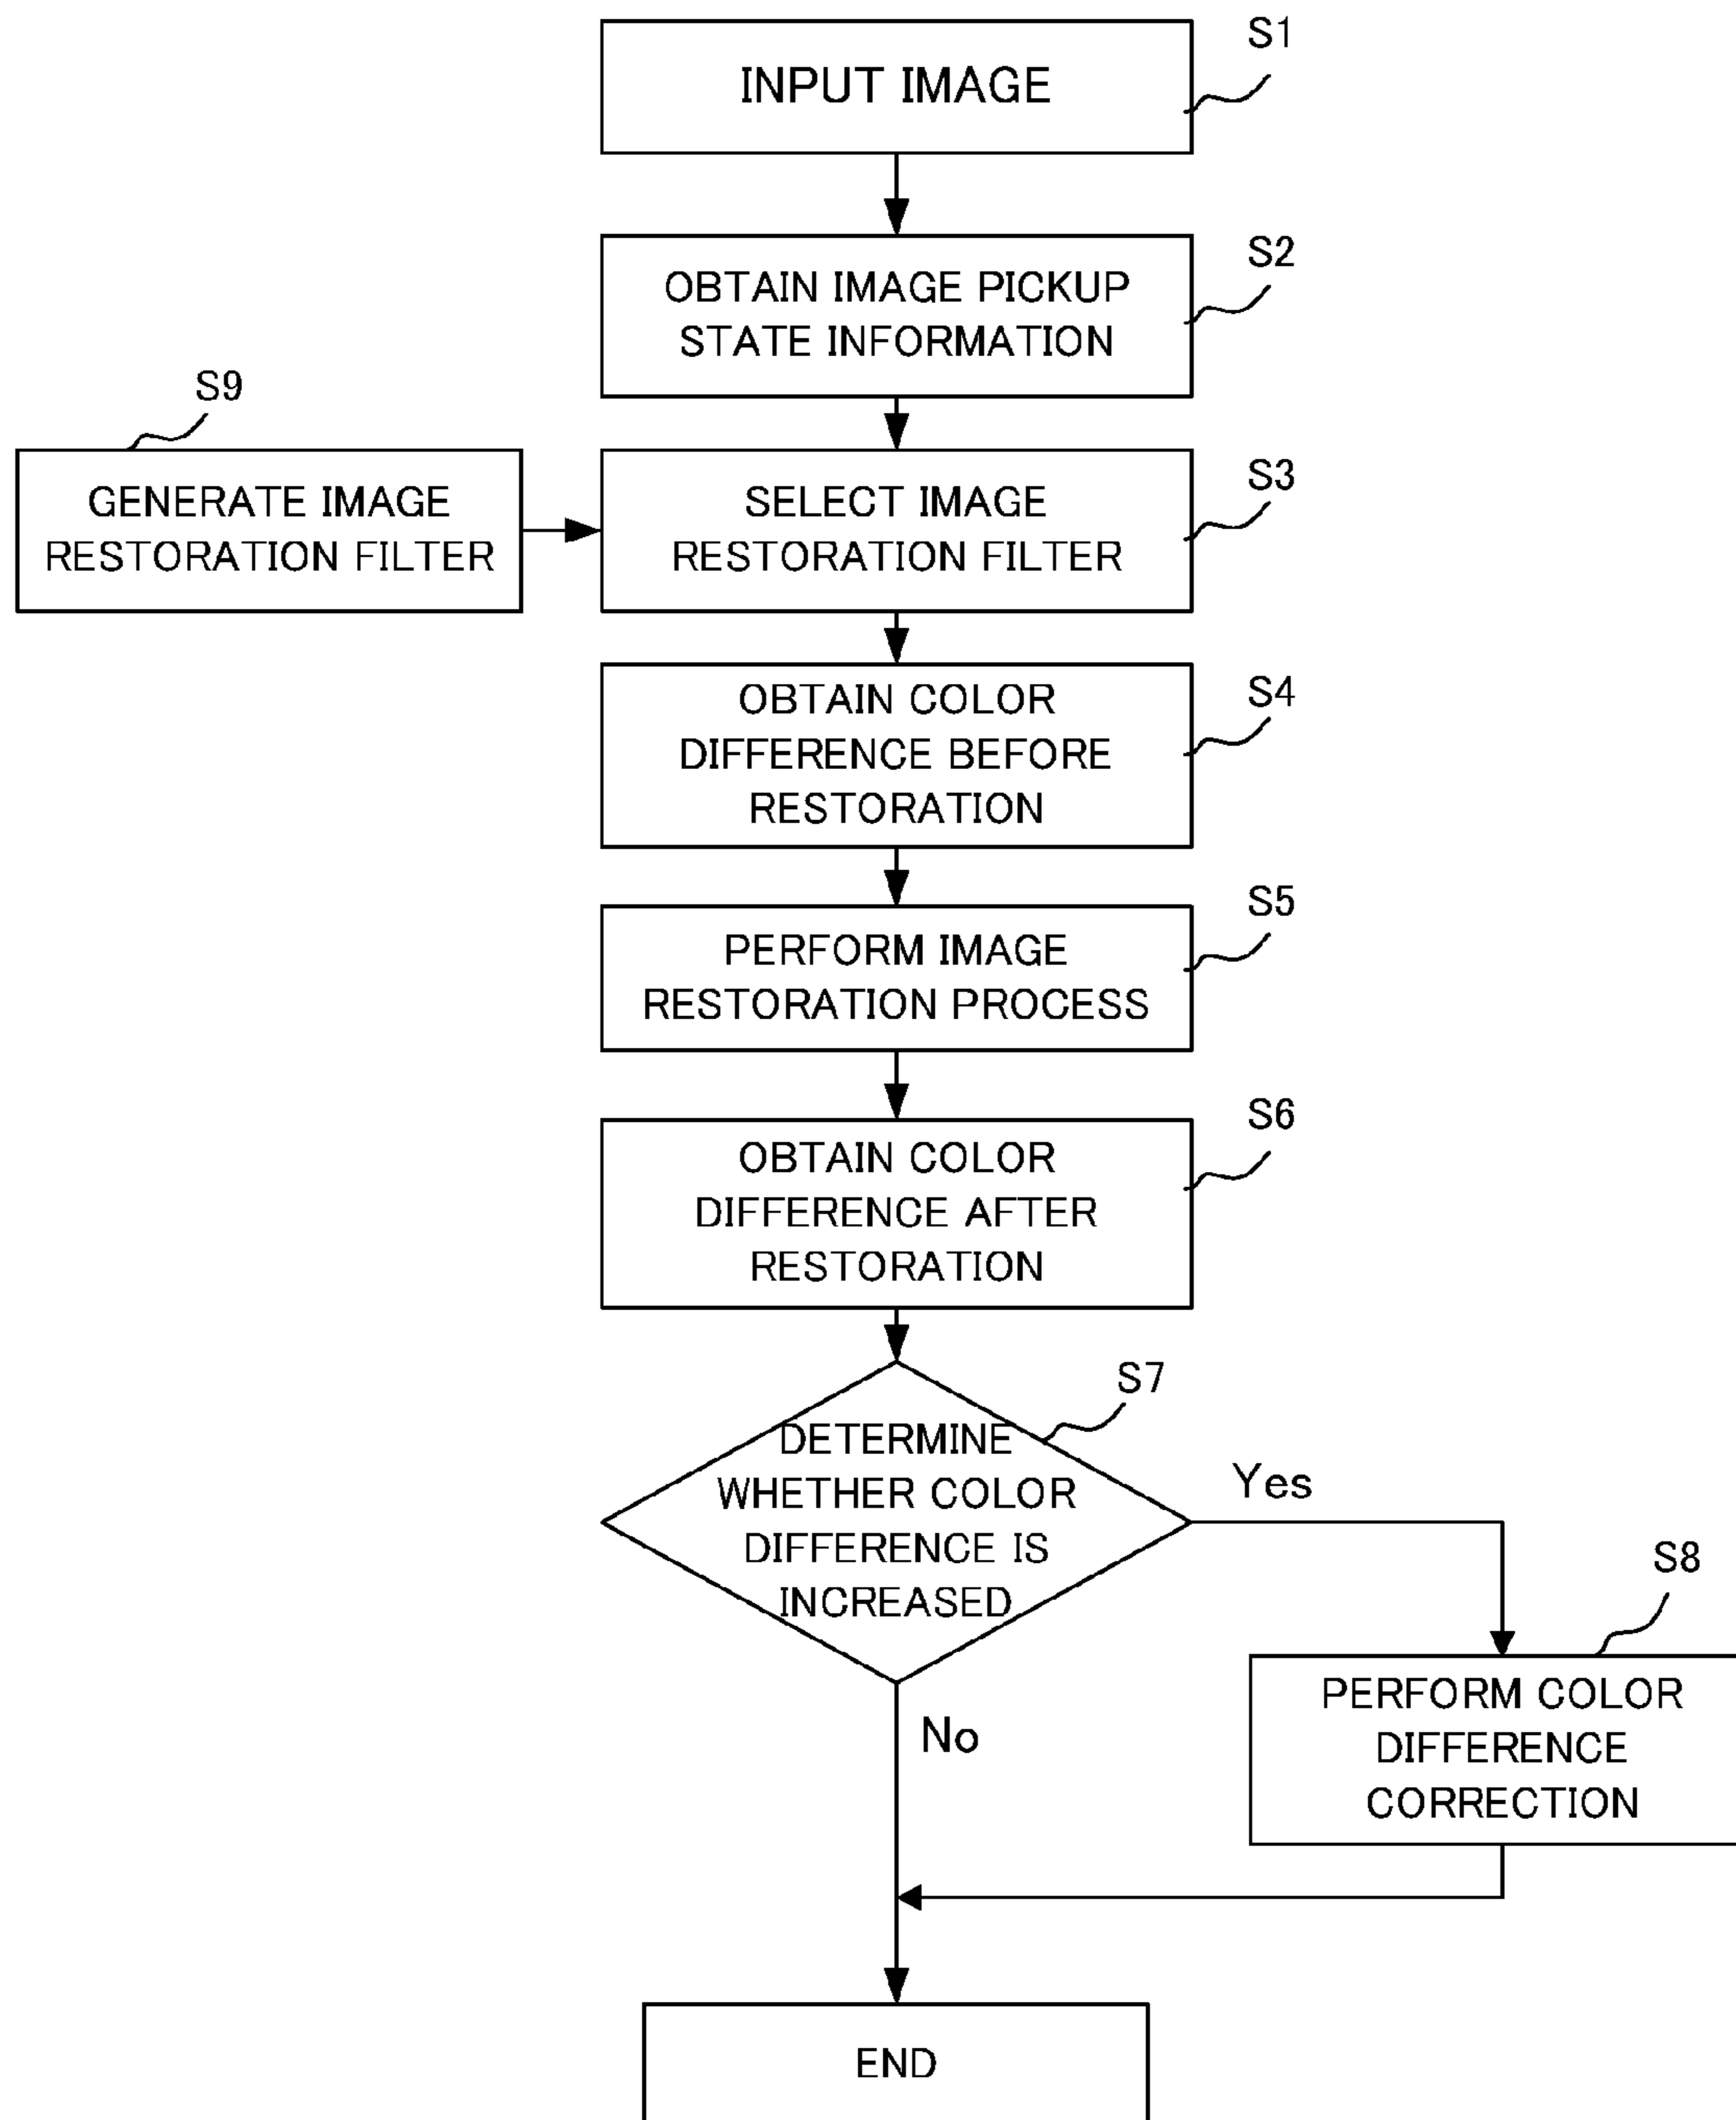 INPUT IMAGE
S1
OBTAIN IMAGE PICKUP
STATE INFORMATION
S2
S9
GENERATE IMAGE
RESTORATION FILTER
SELECT IMAGE
RESTORATION FILTER
S3
OBTAIN COLOR
DIFFERENCE BEFORE
RESTORATION
S4
PERFORM IMAGE
RESTORATION PROCESS
S5
OBTAIN COLOR
DIFFERENCE AFTER
RESTORATION
S6
DETERMINE
WHETHER COLOR
DIFFERENCE IS
INCREASED
S7
Yes
S8
PERFORM COLOR
DIFFERENCE
CORRECTION
No
END